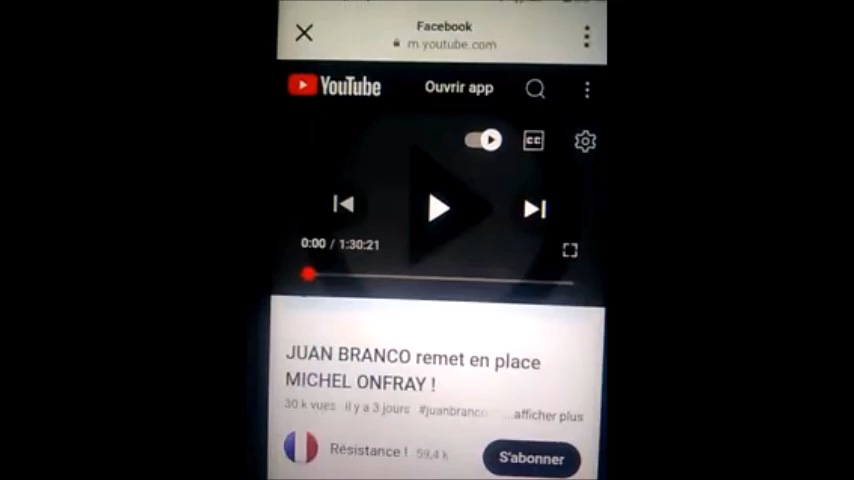 Facebook
m.youtube.com
YouTube
Ouvrir app
CC
0:00 / 1:30:21
JUAN BRANCO remet en place
MICHEL ONFRAY !
30 k vues il y a 3 jours #juanbranco ...afficher plus
Résistance ! 59,4 k
S'abonner